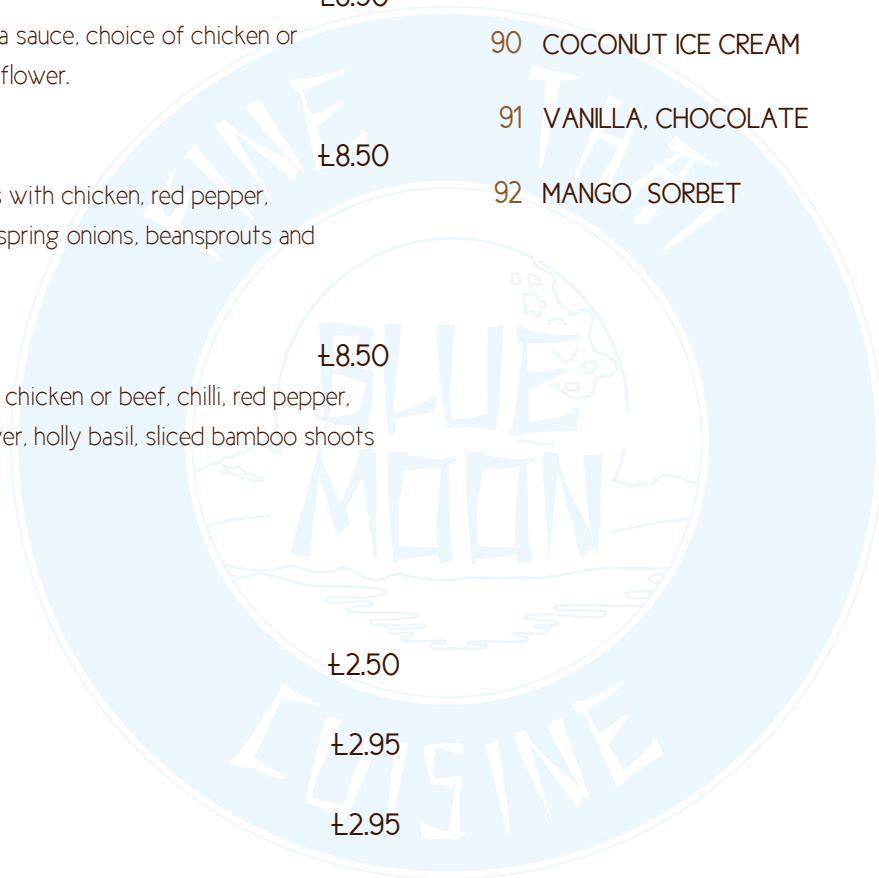 a sauce, choice of chicken or
flower.
£8.50
with chicken, red pepper,
spring onions, beansprouts and
£8.50
chicken or beef, chilli, red pepper,
holly basil, sliced bamboo shoots
£2.50
£2.95
£2.95
90 COCONUT ICE CREAM
91 VANILLA, CHOCOLATE
92 MANGO SORBET
FINE THAI
BLUE
MOON
CUISINE